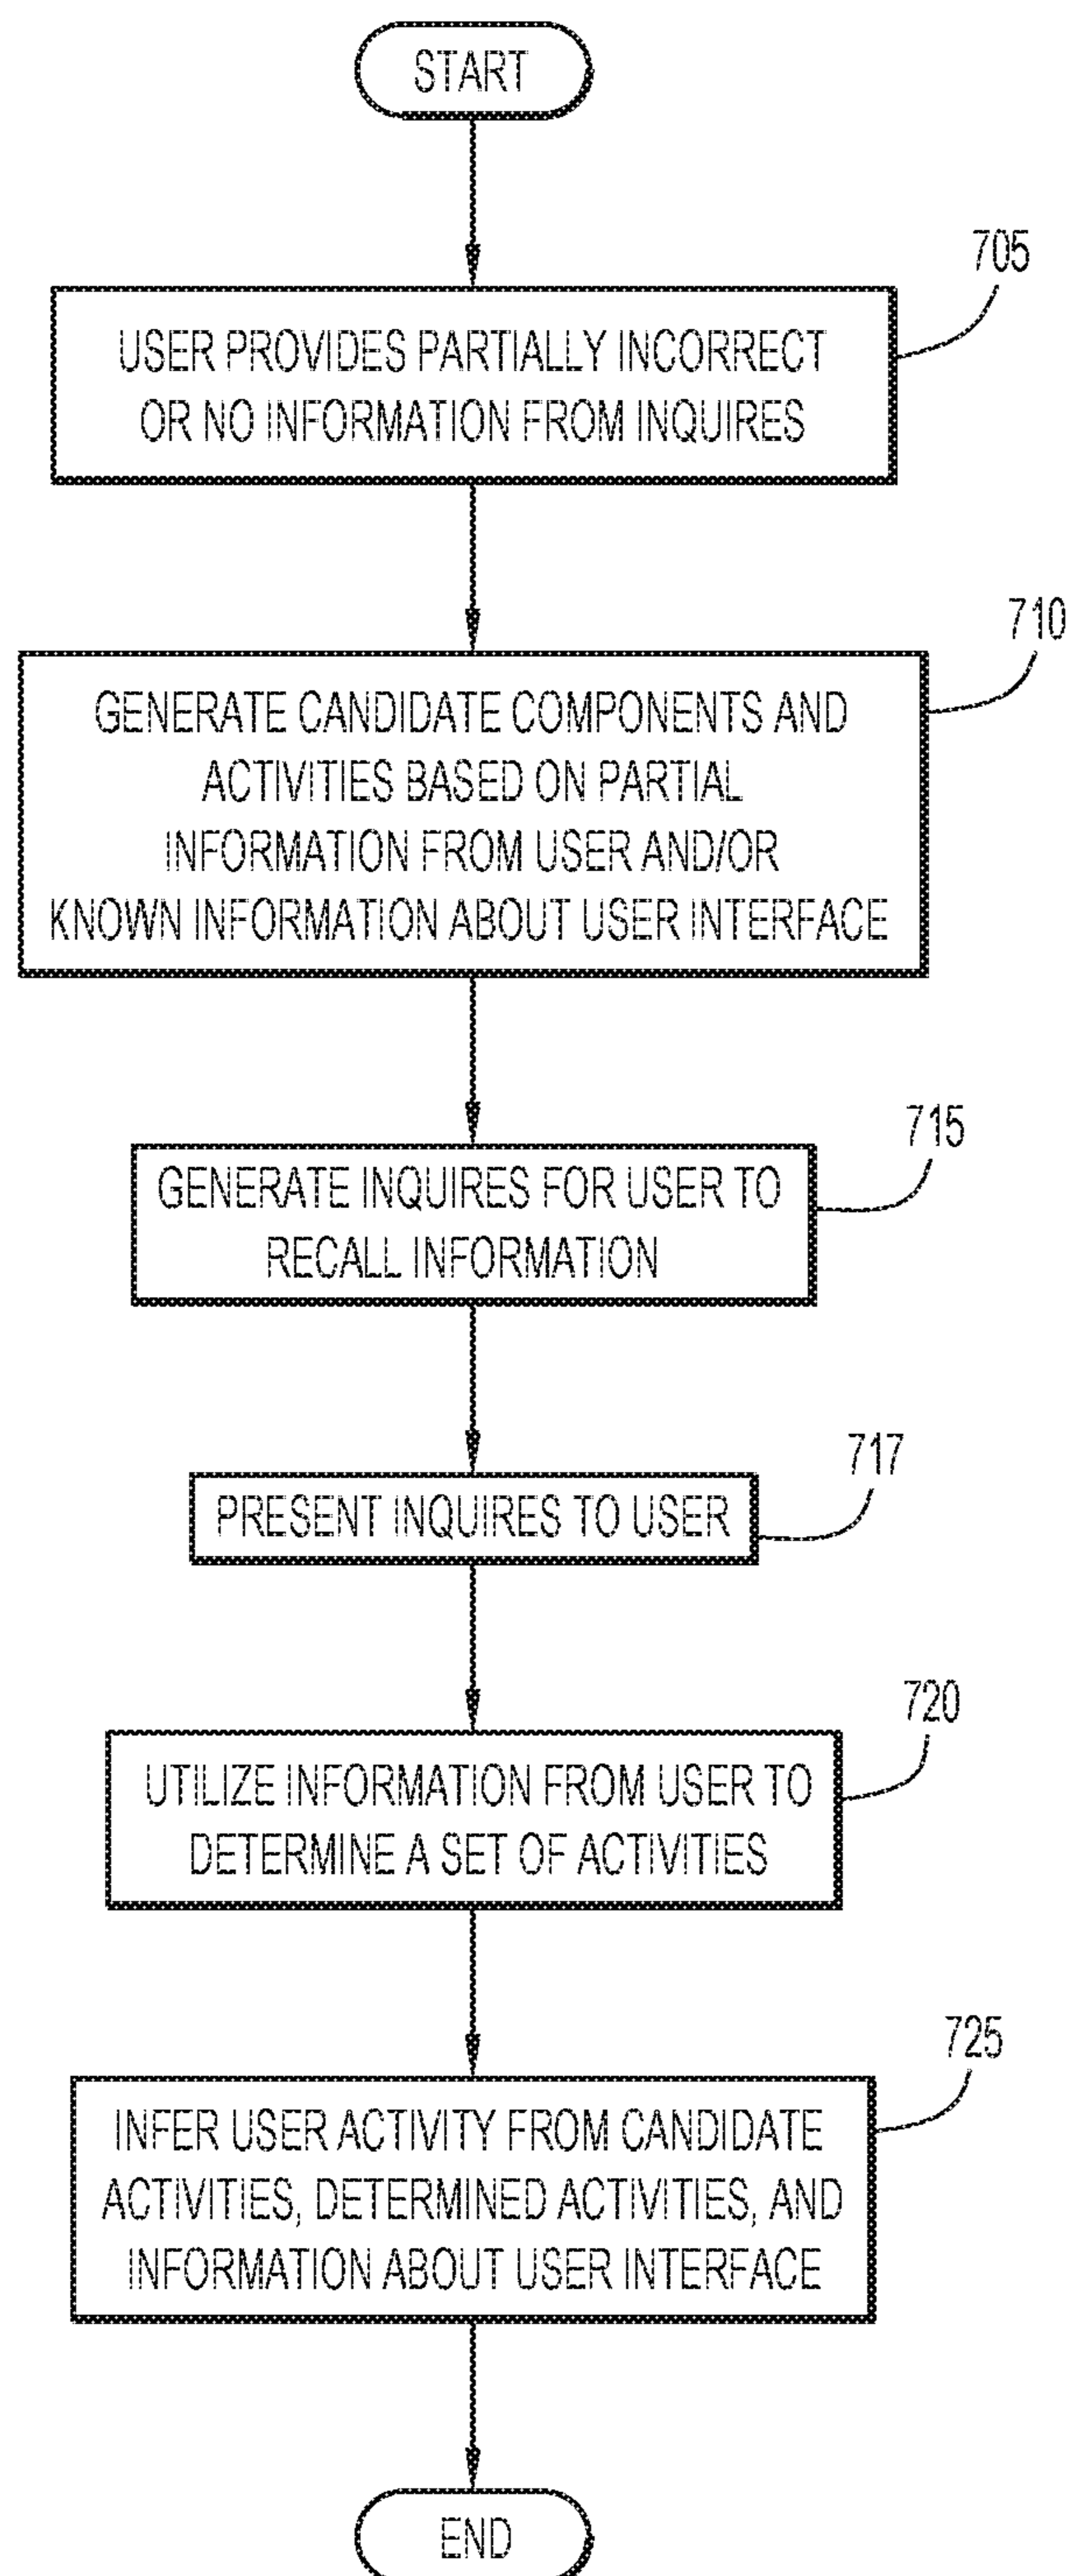 START
705
USER PROVIDES PARTIALLY INCORRECT
OR NO INFORMATION FROM INQUIRES
710
GENERATE CANDIDATE COMPONENTS AND
ACTIVITIES BASED ON PARTIAL
INFORMATION FROM USER AND/OR
KNOWN INFORMATION ABOUT USER INTERFACE
715
GENERATE INQUIRES FOR USER TO
RECALL INFORMATION
717
PRESENT INQUIRES TO USER
720
UTILIZE INFORMATION FROM USER TO
DETERMINE A SET OF ACTIVITIES
725
INFER USER ACTIVITY FROM CANDIDATE
ACTIVITIES, DETERMINED ACTIVITIES, AND
INFORMATION ABOUT USER INTERFACE
END